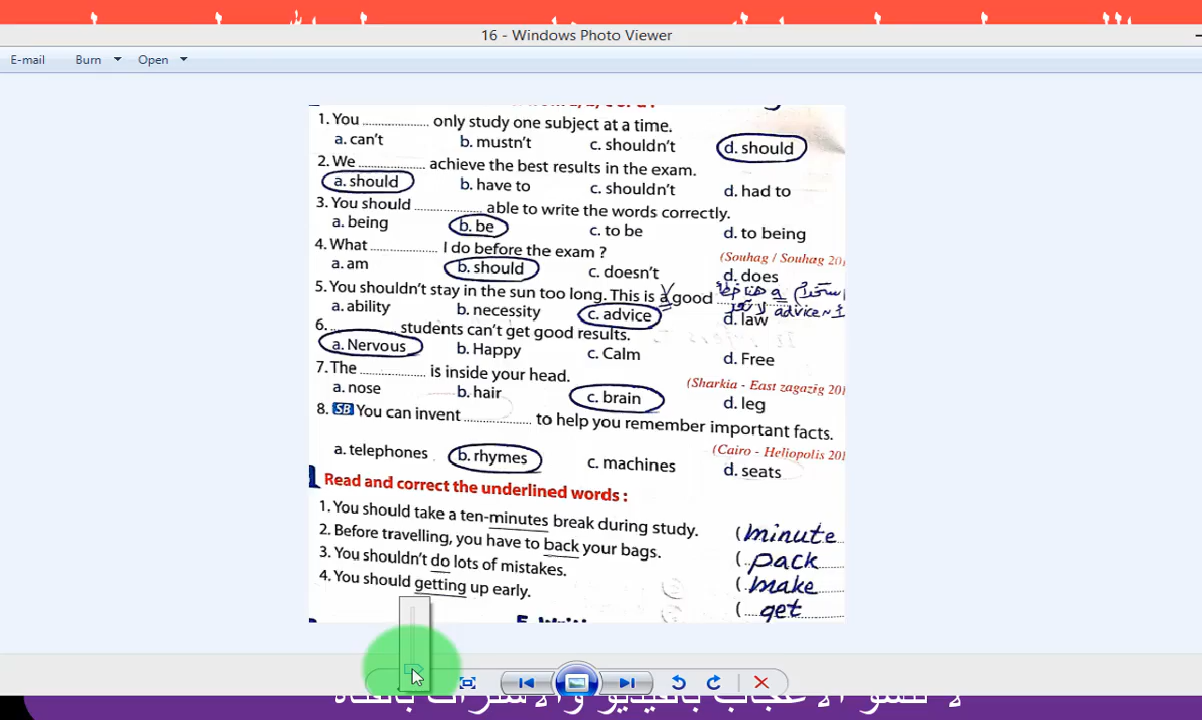 16 - Windows Photo Viewer
E-mail Burn Open
1. You .............. only study one subject at a time.
a. can't b. mustn't c. shouldn't d. should
2. We .............. achieve the best results in the exam.
a. should b. have to c. shouldn't d. had to
3. You should .............. able to write the words correctly.
a. being b. be c. to be d. to being
4. What .............. I do before the exam ?
(Souhag / Souhag 20
a. am b. should c. doesn't d. does
5. You shouldn't stay in the sun too long. This is a good ..............
a. ability b. necessity c. advice d. law
advice
6. .............. students can't get good results.
a. Nervous b. Happy c. Calm d. Free
7. The .............. is inside your head.
(Sharkia - East zagazig 20
a. nose b. hair c. brain d. leg
8. SB You can invent .............. to help you remember important facts.
(Cairo - Heliopolis 20
a. telephones b. rhymes c. machines d. seats
Read and correct the underlined words :
1. You should take a ten-minutes break during study. (minute
2. Before travelling, you have to back your bags. (pack
3. You shouldn't do lots of mistakes. (make
4. You should getting up early. (get